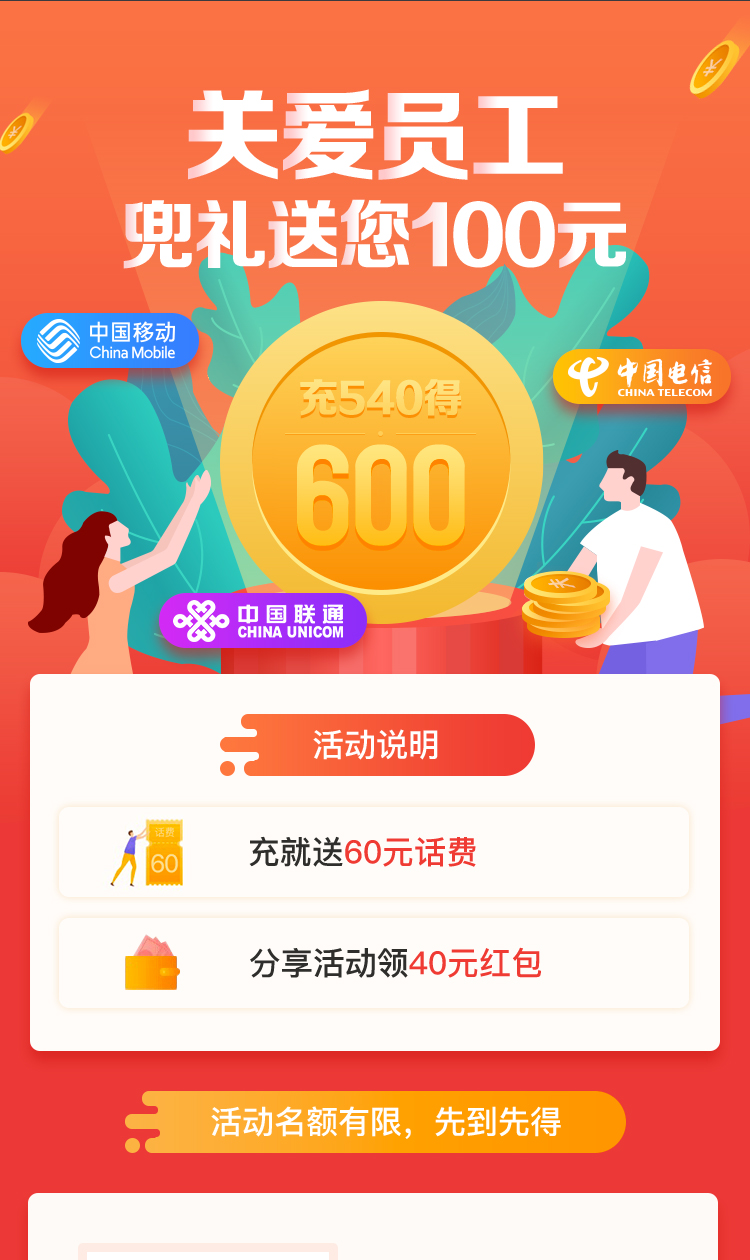 关爱员工
兜礼送您100元
中国移动
China Mobile
中国电信
CHINA TELECOM
充540得
600
中国联通
CHINA UNICOM
活动说明
话费
60
充就送60元话费
分享活动领40元红包
活动名额有限，先到先得